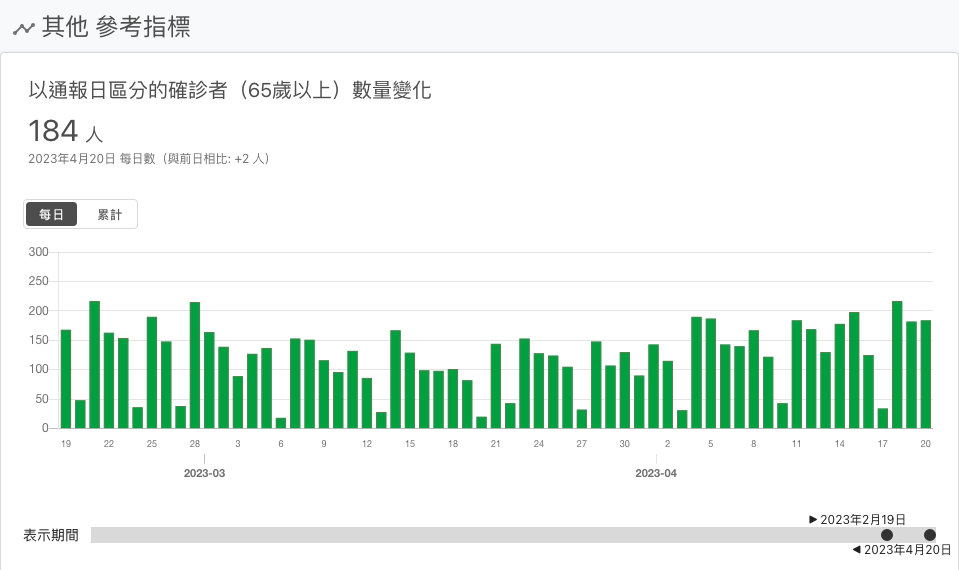 其他 參考指標
以通報日區分的確診者（65歲以上）數量變化
184 人
2023年4月20日 每日數（與前日相比: +2 人）
每日 累計
300
250
200
150
100
50
0
19 22 25 28 3 6 9 12 15 18 21 24 27 30 2 5 8 11 14 17 20
2023-03 2023-04
2023年2月19日
表示期間
2023年4月20日